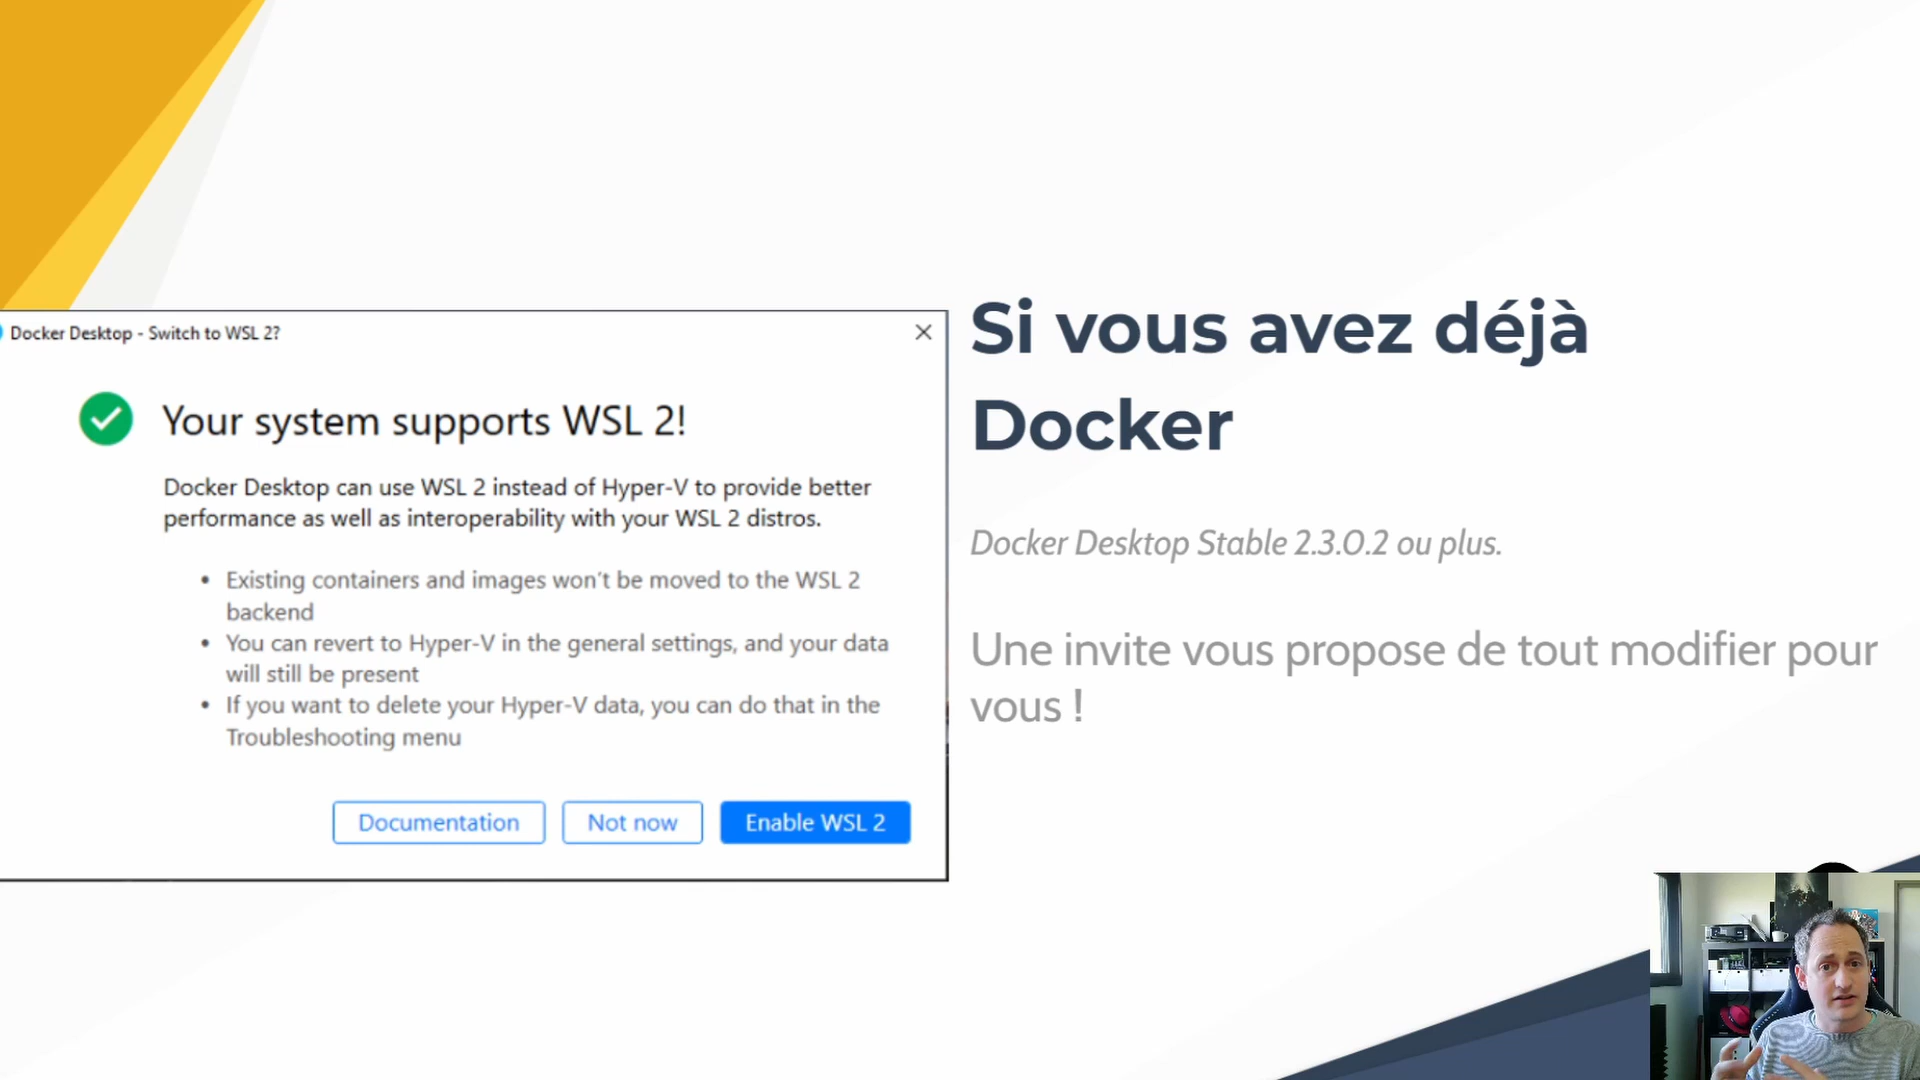 Docker Desktop - Switch to WSL 2?
Your system supports WSL 2!
Docker Desktop can use WSL 2 instead of Hyper-V to provide better
performance as well as interoperability with your WSL 2 distros.
• Existing containers and images won't be moved to the WSL 2
backend
• You can revert to Hyper-V in the general settings, and your data
will still be present
• If you want to delete your Hyper-V data, you can do that in the
Troubleshooting menu
Documentation
Not now
Enable WSL 2
Si vous avez déjà
Docker
Docker Desktop Stable 2.3.0.2 ou plus.
Une invite vous propose de tout modifier pour
vous !